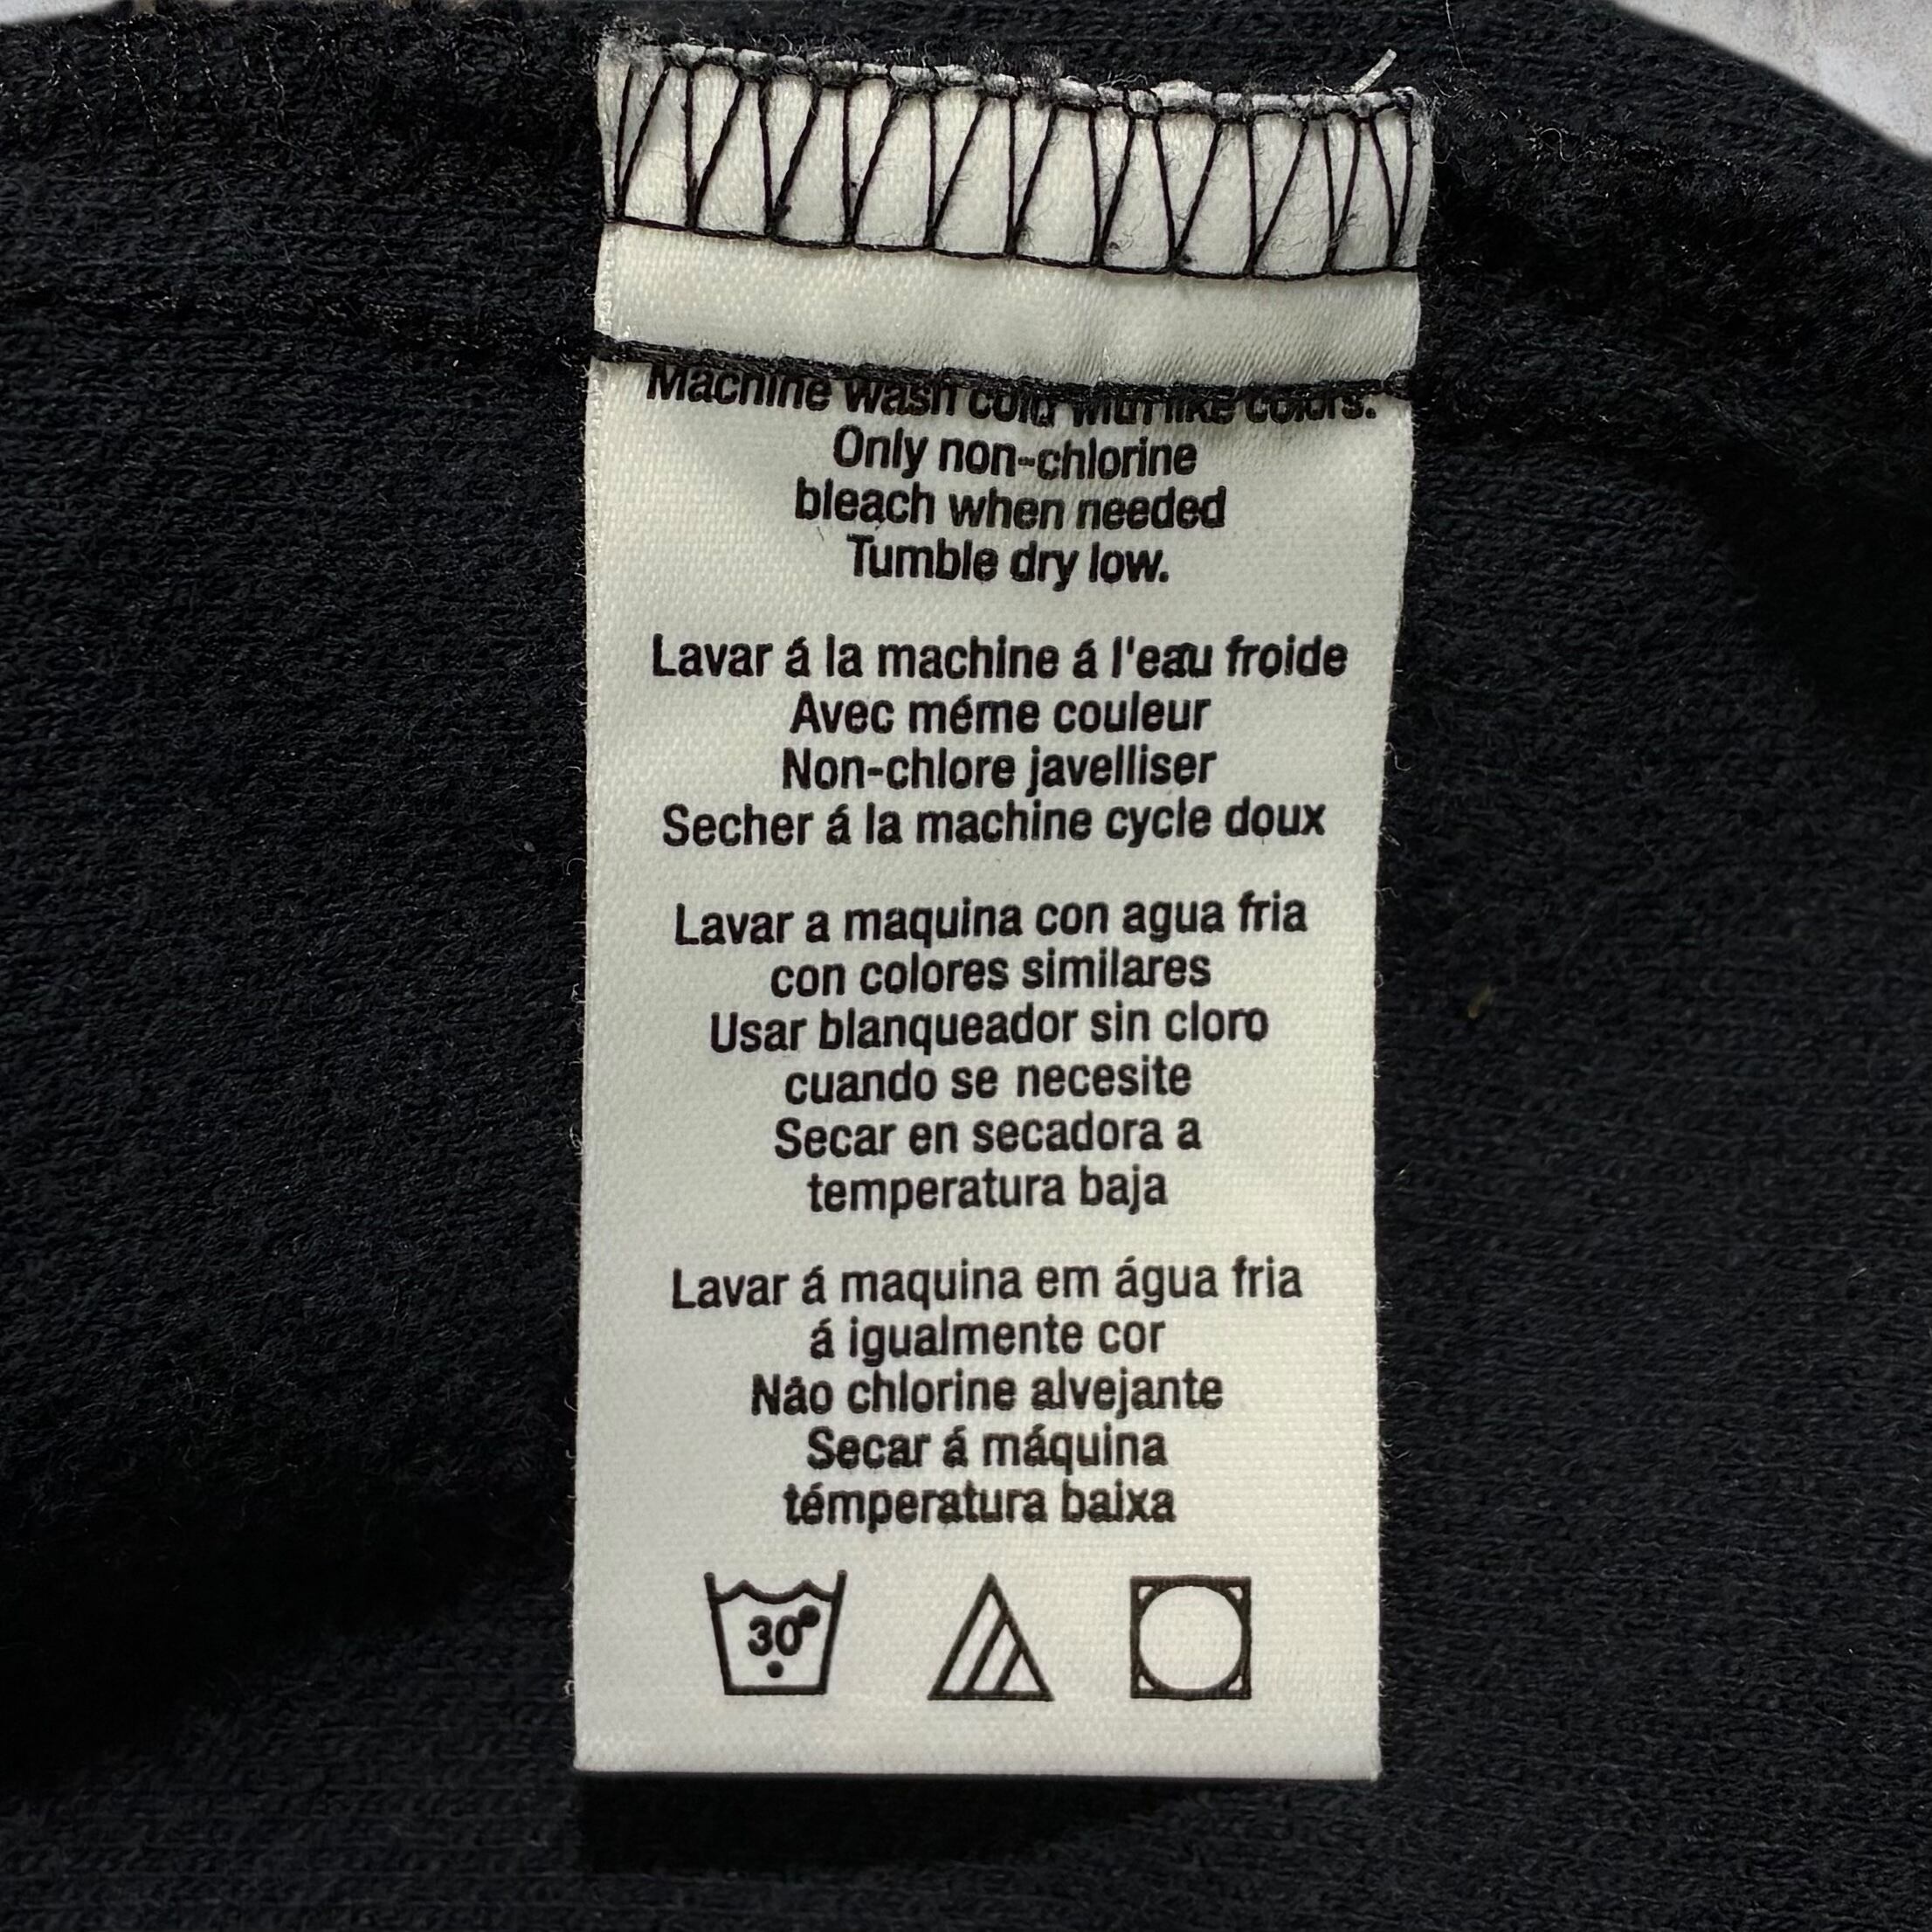 Machine wash cold with like colors.
Only non-chlorine
bleach when needed
Tumble dry low.
Lavar á la machine á l'eau froide
Avec méme couleur
Non-chlore javelliser
Secher á la machine cycle doux
Lavar a maquina con agua fria
con colores similares
Usar blanqueador sin cloro
cuando se necesite
Secar en secadora a
temperatura baja
Lavar á maquina em água fria
á igualmente cor
Não chlorine alvejante
Secar á máquina
témperatura baixa
30°